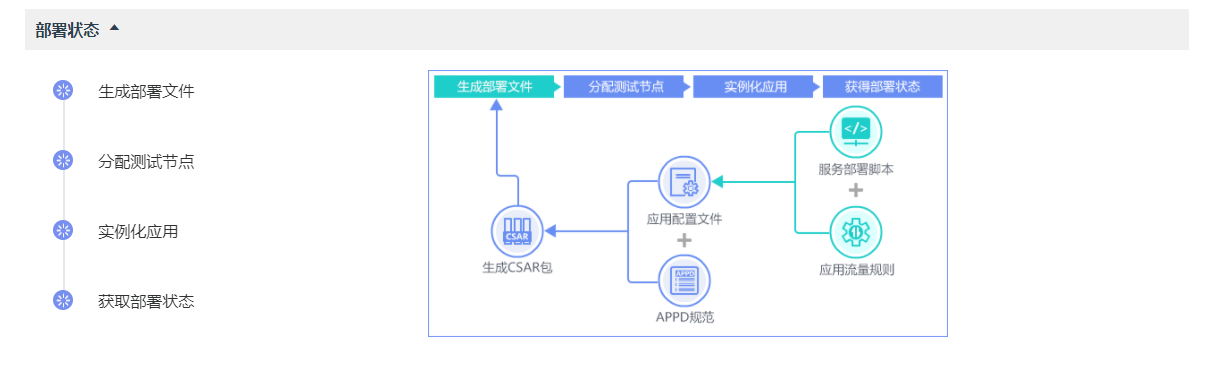 部署状态
生成部署文件
分配测试节点
实例化应用
获取部署状态
生成部署文件
分配测试节点
实例化应用
获得部署状态
</>
服务部署脚本
应用配置文件
CSAR
生成CSAR包
应用流量规则
APPD
APPD规范